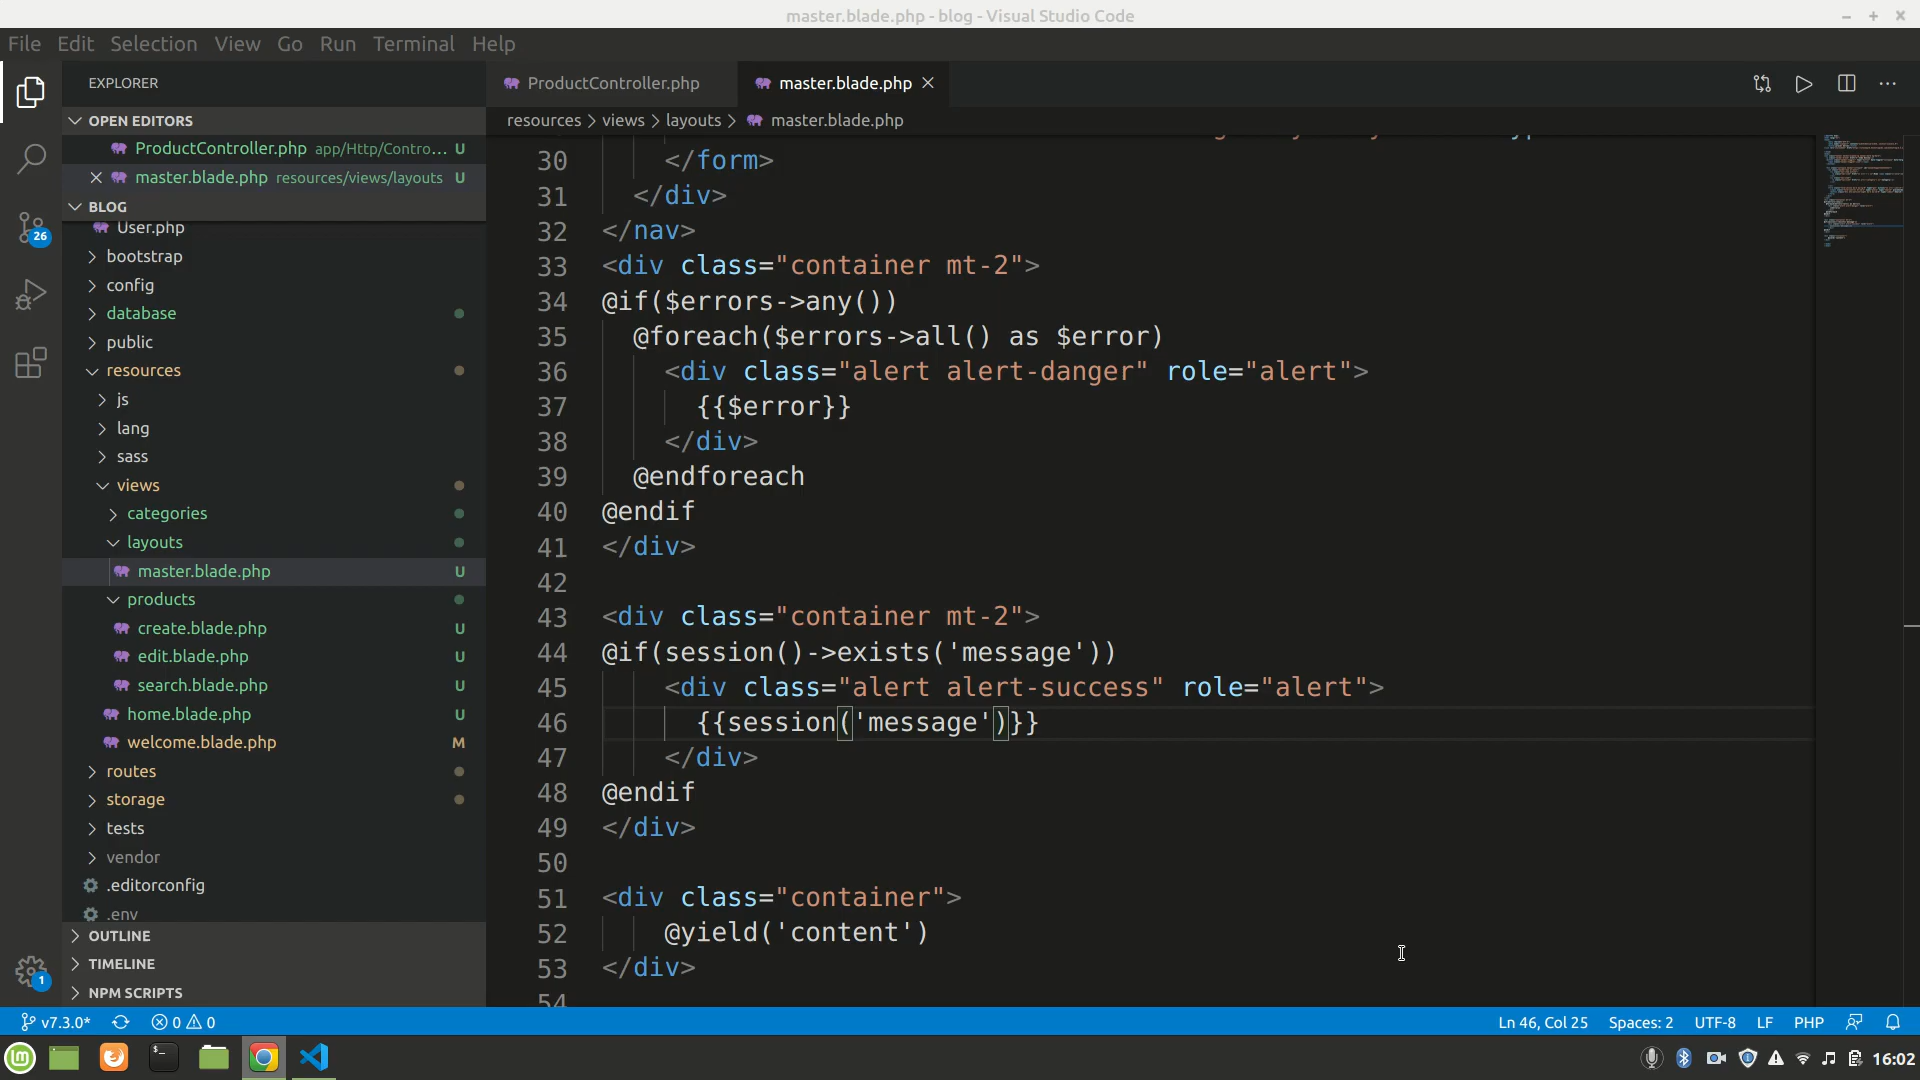 master.blade.php - blog - Visual Studio Code
File Edit Selection View Go Run Terminal Help
EXPLORER
OPEN EDITORS
ProductController.php app/Http/Contro... U
master.blade.php resources/views/layouts U
BLOG
User.php
bootstrap
config
database
public
resources
js
lang
sass
views
categories
layouts
master.blade.php U
products
create.blade.php U
edit.blade.php U
search.blade.php U
home.blade.php U
welcome.blade.php M
routes
storage
tests
vendor
.editorconfig
.env
OUTLINE
TIMELINE
NPM SCRIPTS
26
1
ProductController.php
master.blade.php
resources > views > layouts > master.blade.php
30 </form>
31 </div>
32 </nav>
33 <div class="container mt-2">
34 @if($errors->any())
35 @foreach($errors->all() as $error)
36 <div class="alert alert-danger" role="alert">
37 {{$error}}
38 </div>
39 @endforeach
40 @endif
41 </div>
42
43 <div class="container mt-2">
44 @if(session()->exists('message'))
45 <div class="alert alert-success" role="alert">
46 {{session('message')}}
47 </div>
48 @endif
49 </div>
50
51 <div class="container">
52 @yield('content')
53 </div>
54
v7.3.0* 0 0 Ln 46, Col 25 Spaces: 2 UTF-8 LF PHP
16:02